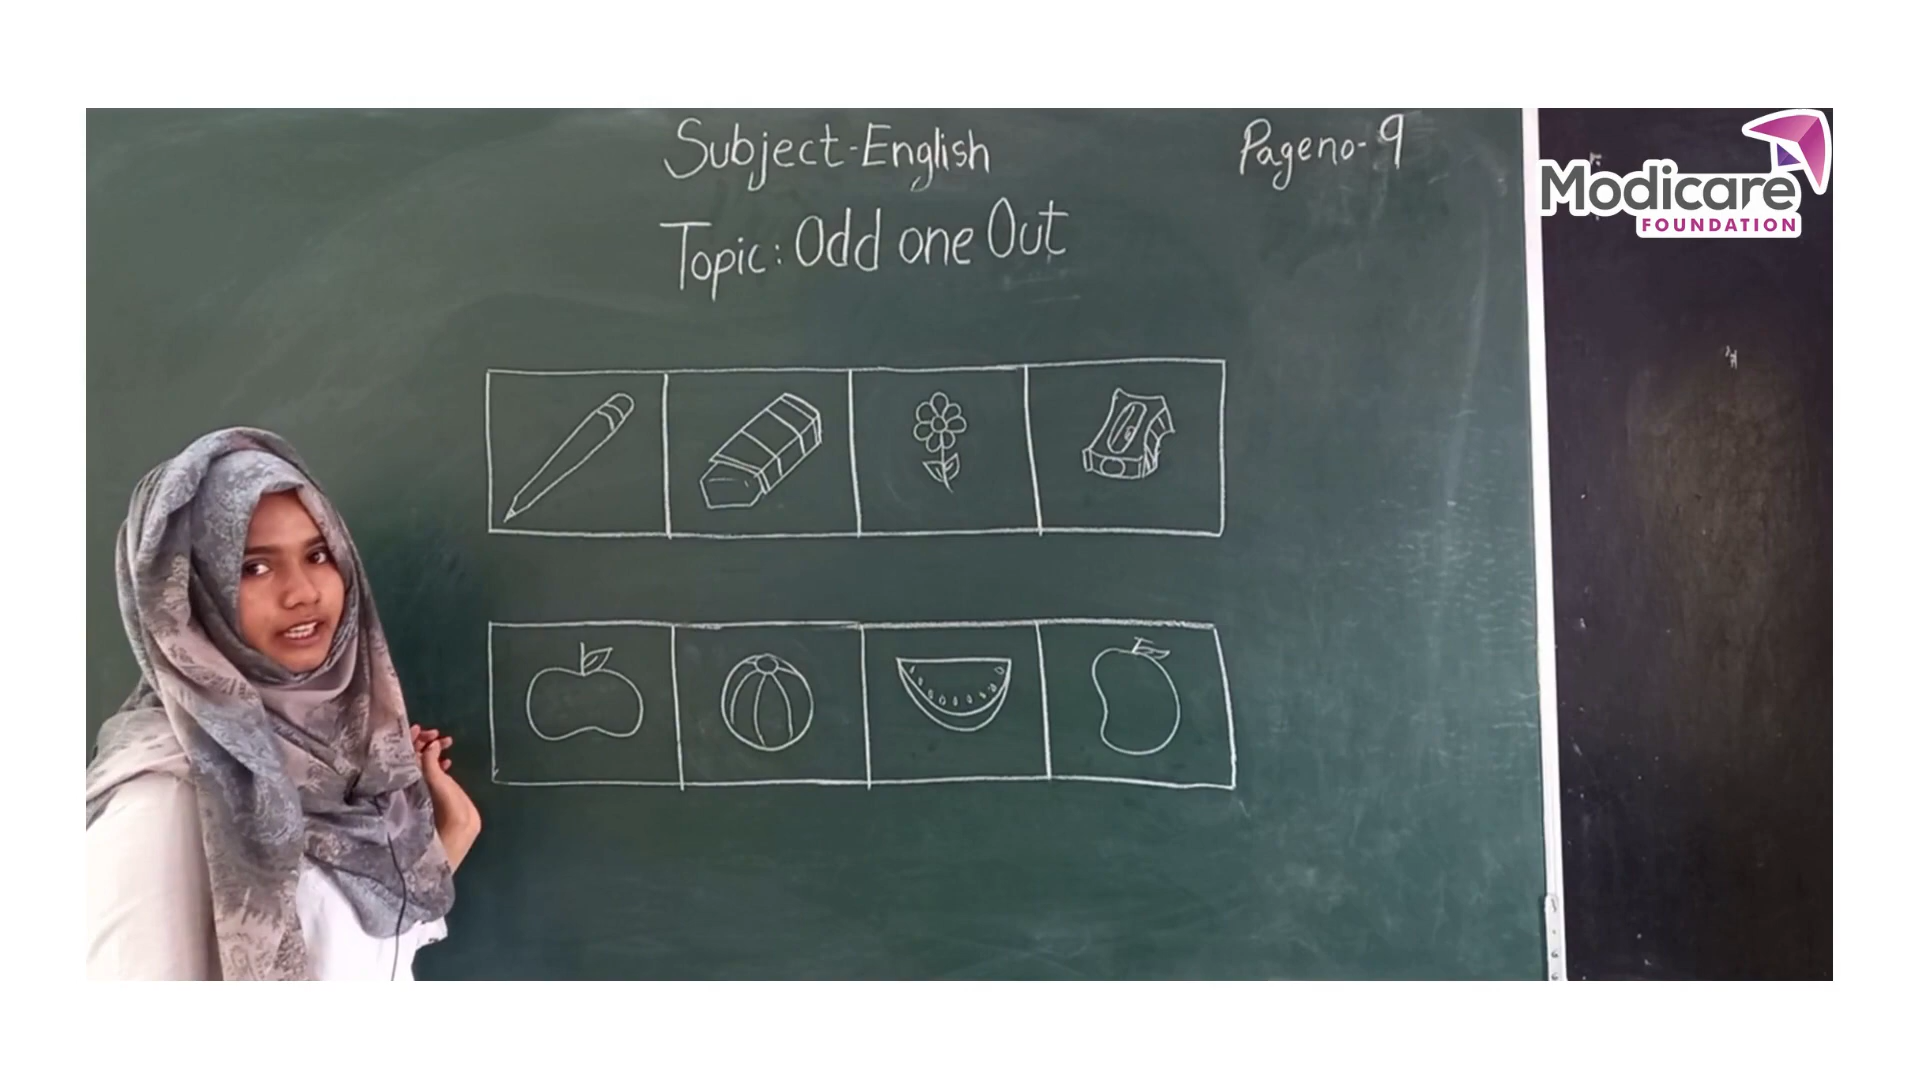 Subject-English
Pageno-9
Topic: Odd one Out
Modicare
FOUNDATION